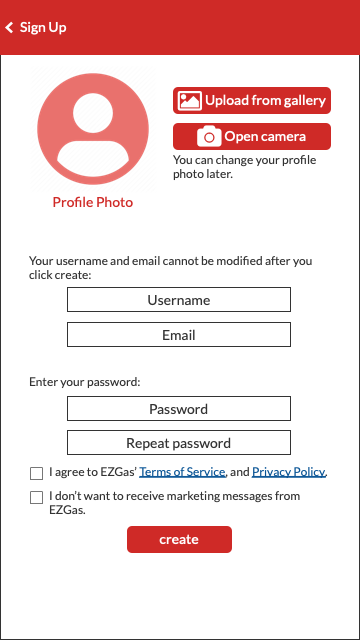 Sign Up
Upload from gallery
Open camera
You can change your profile
photo later.
Profile Photo
Your username and email cannot be modified after you
click create:
Username
Email
Enter your password:
Password
Repeat password
I agree to EZGas' Terms of Service, and Privacy Policy.
I don't want to receive marketing messages from
EZGas.
create